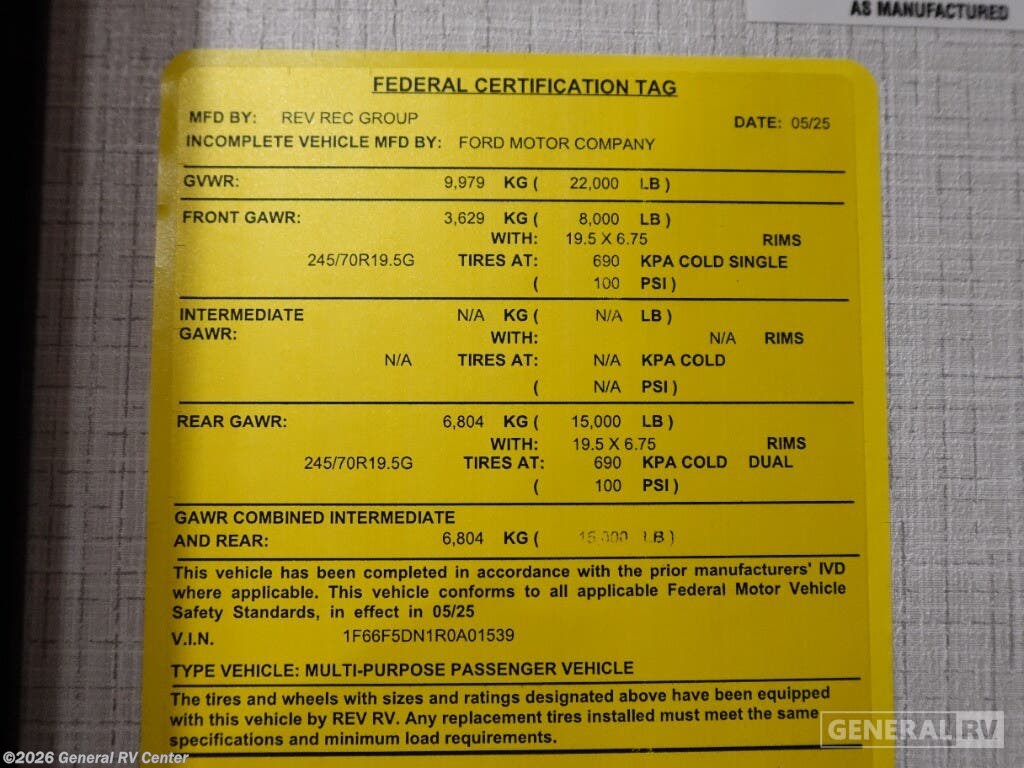 AS MANUFACTURED
FEDERAL CERTIFICATION TAG
MFD BY: REV REC GROUP DATE: 05/25
INCOMPLETE VEHICLE MFD BY: FORD MOTOR COMPANY
GVWR: 9,979 KG ( 22,000 LB )
FRONT GAWR: 3,629 KG ( 8,000 LB )
WITH: 19.5 X 6.75 RIMS
245/70R19.5G TIRES AT: 690 KPA COLD SINGLE
( 100 PSI )
INTERMEDIATE N/A KG ( N/A LB )
GAWR: WITH: N/A RIMS
N/A TIRES AT: N/A KPA COLD
( N/A PSI )
REAR GAWR: 6,804 KG ( 15,000 LB )
WITH: 19.5 X 6.75 RIMS
245/70R19.5G TIRES AT: 690 KPA COLD DUAL
( 100 PSI )
GAWR COMBINED INTERMEDIATE
AND REAR: 6,804 KG ( 15,000 LB )
This vehicle has been completed in accordance with the prior manufacturers' IVD
where applicable. This vehicle conforms to all applicable Federal Motor Vehicle
Safety Standards, in effect in 05/25
V.I.N. 1F66F5DN1R0A01539
TYPE VEHICLE: MULTI-PURPOSE PASSENGER VEHICLE
The tires and wheels with sizes and ratings designated above have been equipped
with this vehicle by REV RV. Any replacement tires installed must meet the same
specifications and minimum load requirements.
GENERAL RV
©2026 General RV Center